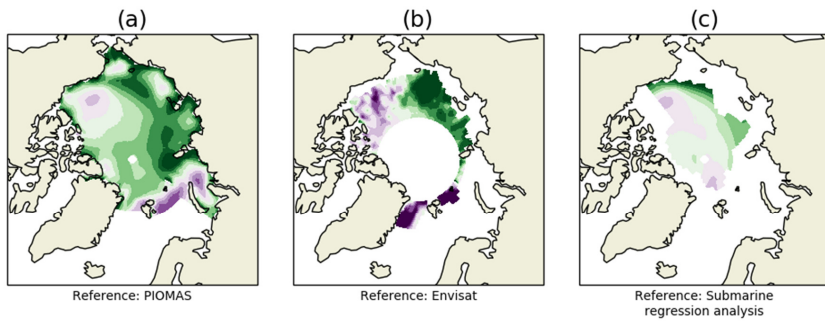 (a)
(b)
(c)
Reference: PIOMAS
Reference: Envisat
Reference: Submarine
regression analysis